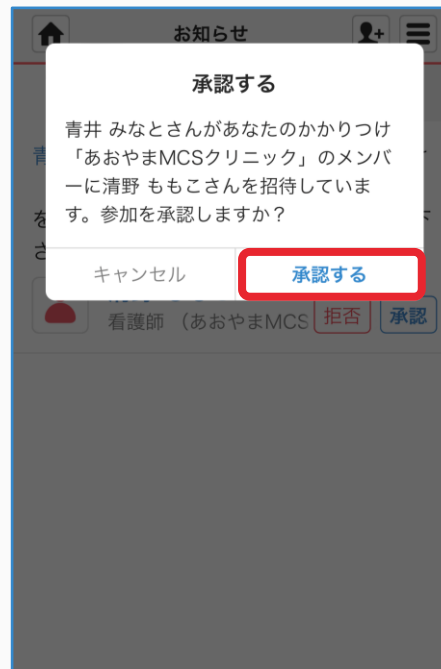 お知らせ
承認する
青井 みなとさんがあなたのかかりつけ
「あおやまMCSクリニック」のメンバ
ーに清野 ももこさんを招待していま
す。参加を承認しますか？
青
を
下
さ
キャンセル
承認する
看護師 （あおやまMCS
拒否
承認